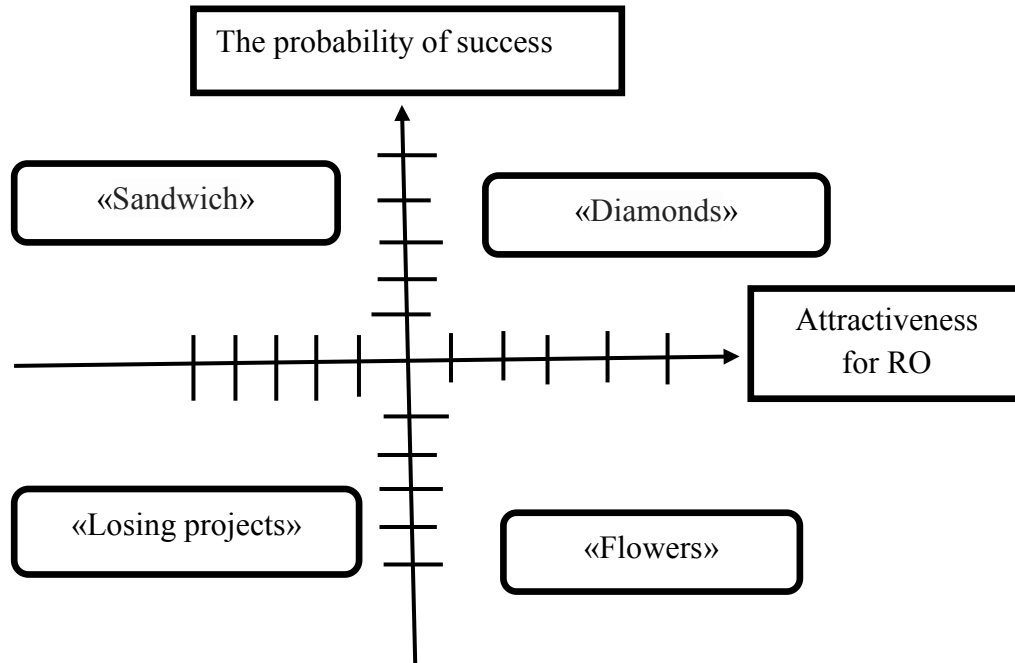 The probability of success
«Sandwich»
«Diamonds»
Attractiveness
for RO
«Losing projects»
«Flowers»